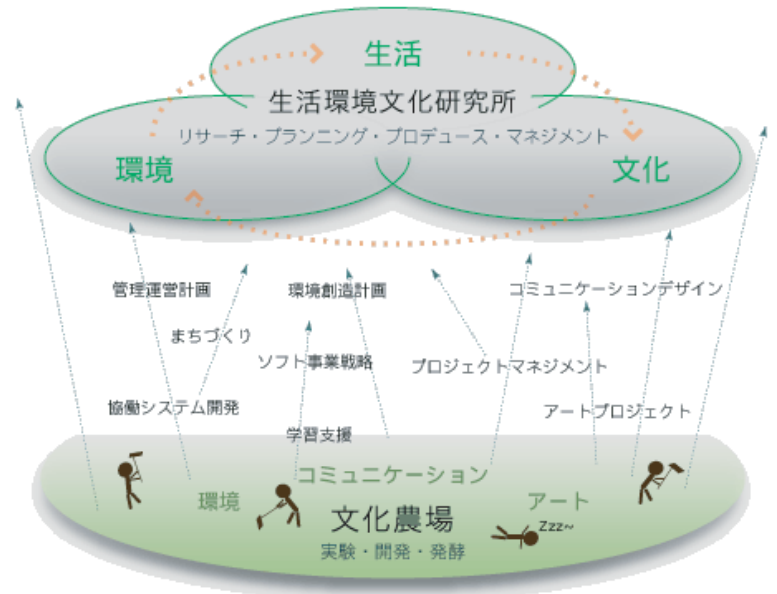 生活
生活環境文化研究所
リサーチ・プランニング・プロデュース・マネジメント
環境
文化
管理運営計画
環境創造計画
コミュニケーションデザイン
まちづくり
ソフト事業戦略
プロジェクトマネジメント
協働システム開発
アートプロジェクト
学習支援
コミュニケーション
環境
アート
文化農場
Zzz~
実験・開発・発酵